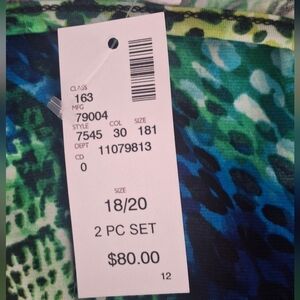 CLASS
163
MFG
79004
STYLE COL SIZE
7545 30 181
DEPT 11079813
CD
0
SIZE
18/20
2 PC SET
$80.00
12